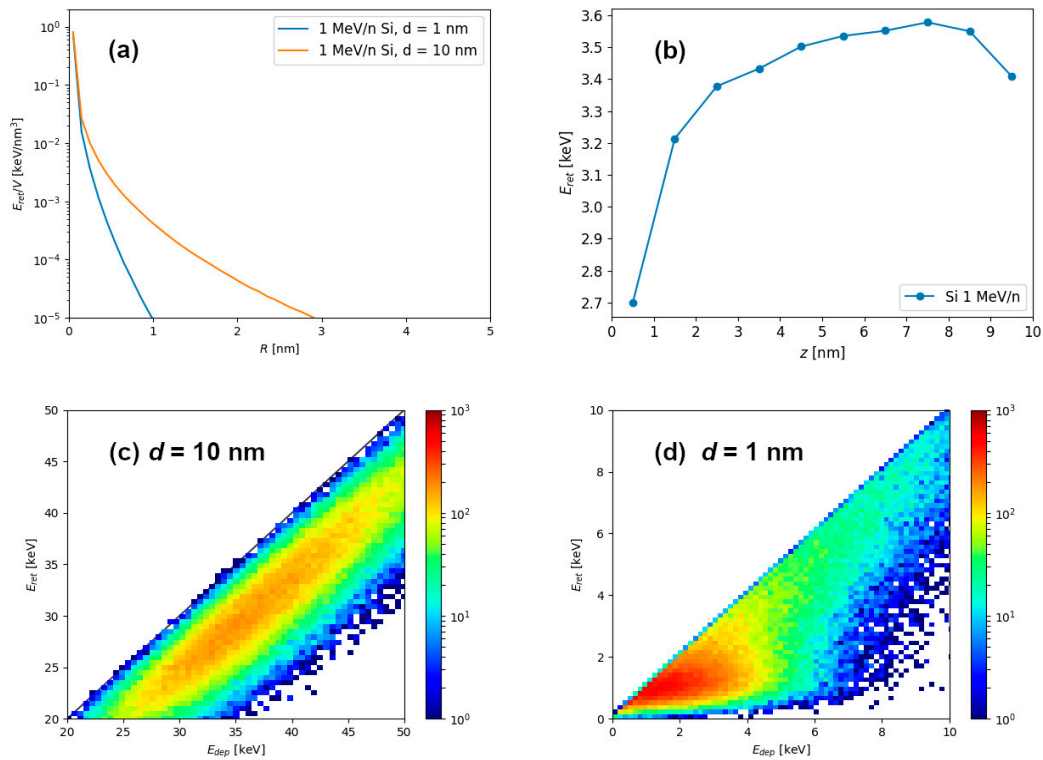 (a)
1 MeV/n Si, d = 1 nm
1 MeV/n Si, d = 10 nm
E_ret/V [keV/nm³]
10⁰
10⁻¹
10⁻²
10⁻³
10⁻⁴
10⁻⁵
0 1 2 3 4 5
R [nm]
(b)
E_ret [keV]
3.6
3.5
3.4
3.3
3.2
3.1
3.0
2.9
2.8
2.7
Si 1 MeV/n
0 1 2 3 4 5 6 7 8 9 10
z [nm]
(c) d = 10 nm
E_ret [keV]
50
45
40
35
30
25
20
20 25 30 35 40 45 50
E_dep [keV]
10³
10²
10¹
10⁰
(d) d = 1 nm
E_ret [keV]
10
8
6
4
2
0
0 2 4 6 8 10
E_dep [keV]
10³
10²
10¹
10⁰